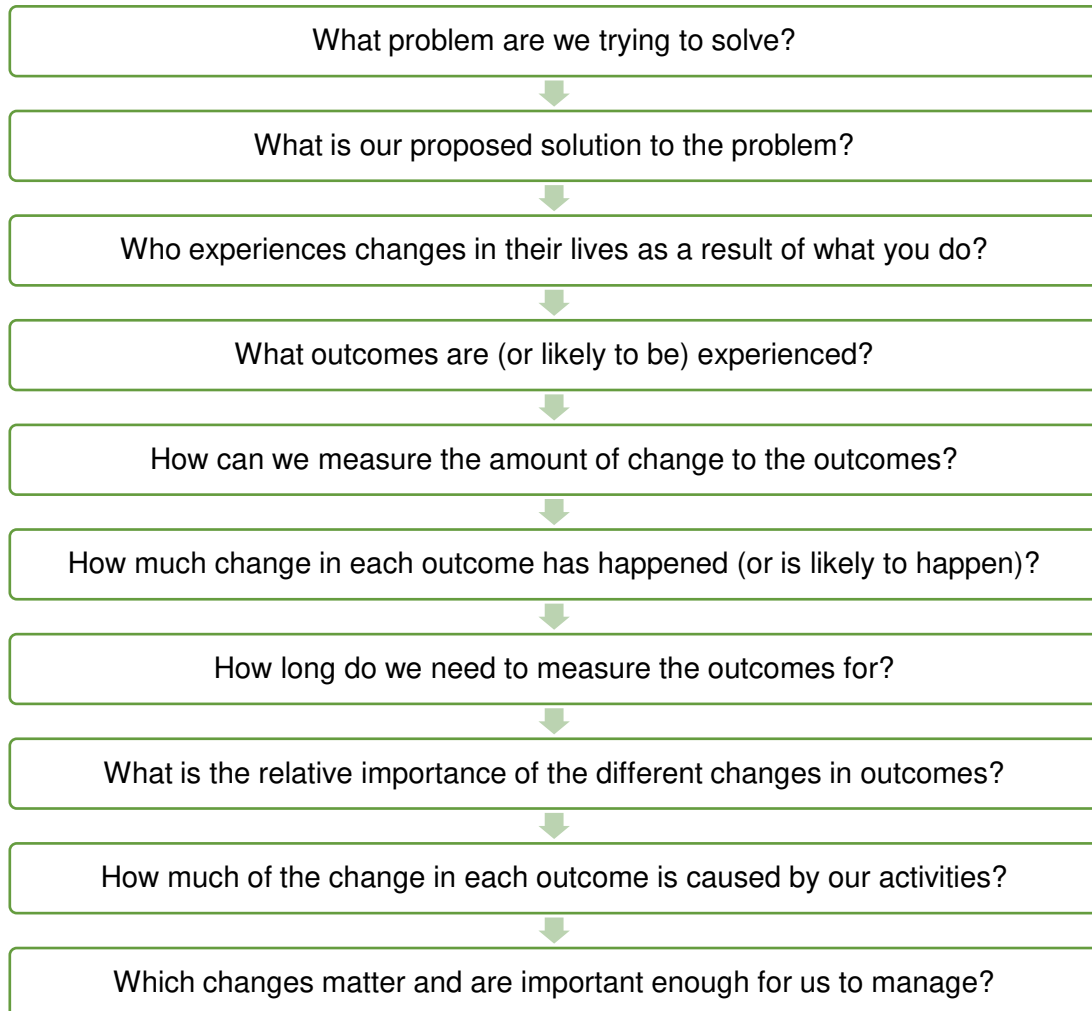 What problem are we trying to solve?
What is our proposed solution to the problem?
Who experiences changes in their lives as a result of what you do?
What outcomes are (or likely to be) experienced?
How can we measure the amount of change to the outcomes?
How much change in each outcome has happened (or is likely to happen)?
How long do we need to measure the outcomes for?
What is the relative importance of the different changes in outcomes?
How much of the change in each outcome is caused by our activities?
Which changes matter and are important enough for us to manage?